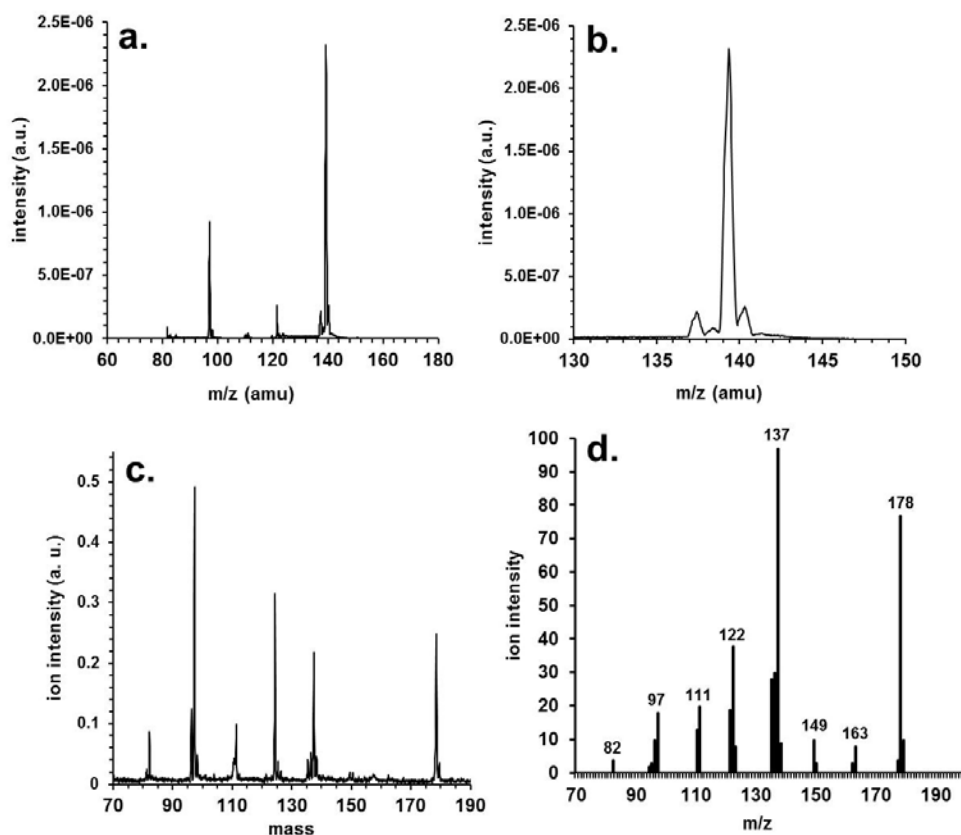 a.
intensity (a.u.)
2.5E-06
2.0E-06
1.5E-06
1.0E-06
5.0E-07
0.0E+00
60 80 100 120 140 160 180
m/z (amu)
b.
intensity (a.u.)
2.5E-06
2.0E-06
1.5E-06
1.0E-06
5.0E-07
0.0E+00
130 135 140 145 150
m/z (amu)
c.
ion intensity (a. u.)
0.5
0.4
0.3
0.2
0.1
0
70 90 110 130 150 170 190
mass
d.
ion intensity
100
90
80
70
60
50
40
30
20
10
0
137
178
122
97
111
82
149
163
70 90 110 130 150 170 190
m/z